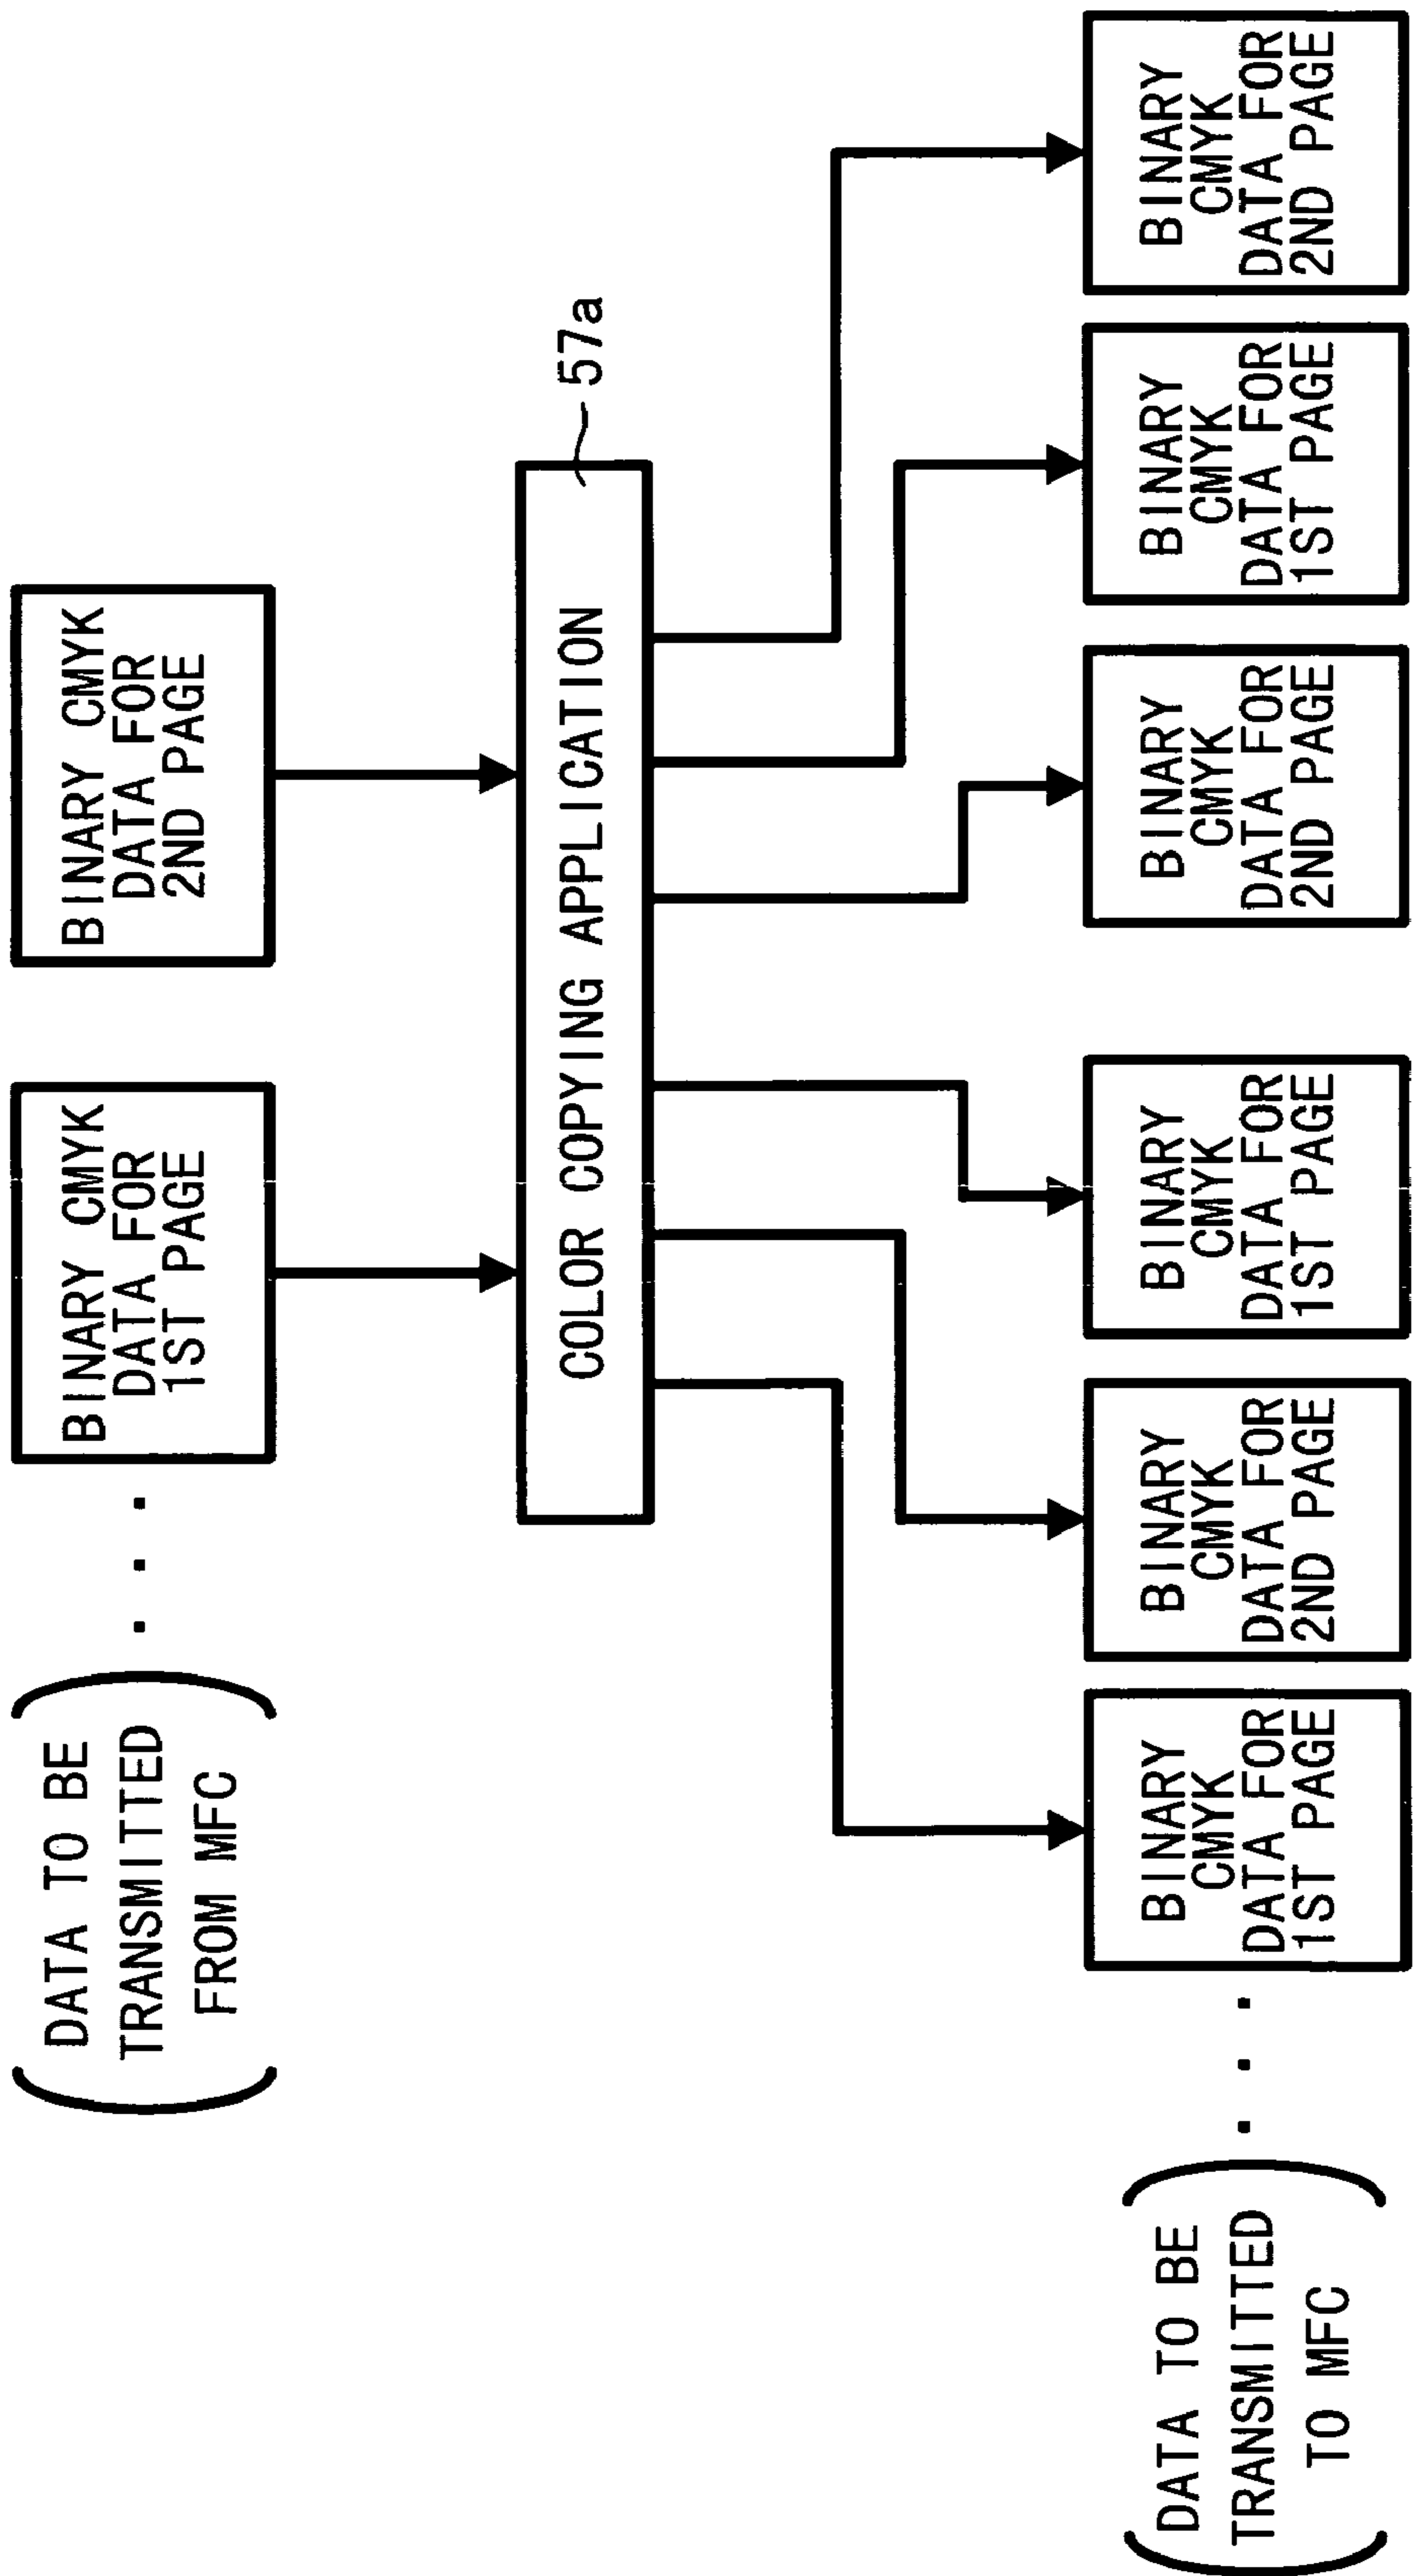 DATA TO BE
TRANSMITTED
FROM MFC
. . .
BINARY CMYK
DATA FOR
1ST PAGE
BINARY CMYK
DATA FOR
2ND PAGE
COLOR COPYING APPLICATION
57a
DATA TO BE
TRANSMITTED
TO MFC
. . .
BINARY
CMYK
DATA FOR
1ST PAGE
BINARY
CMYK
DATA FOR
2ND PAGE
BINARY
CMYK
DATA FOR
1ST PAGE
BINARY
CMYK
DATA FOR
2ND PAGE
BINARY
CMYK
DATA FOR
1ST PAGE
BINARY
CMYK
DATA FOR
2ND PAGE